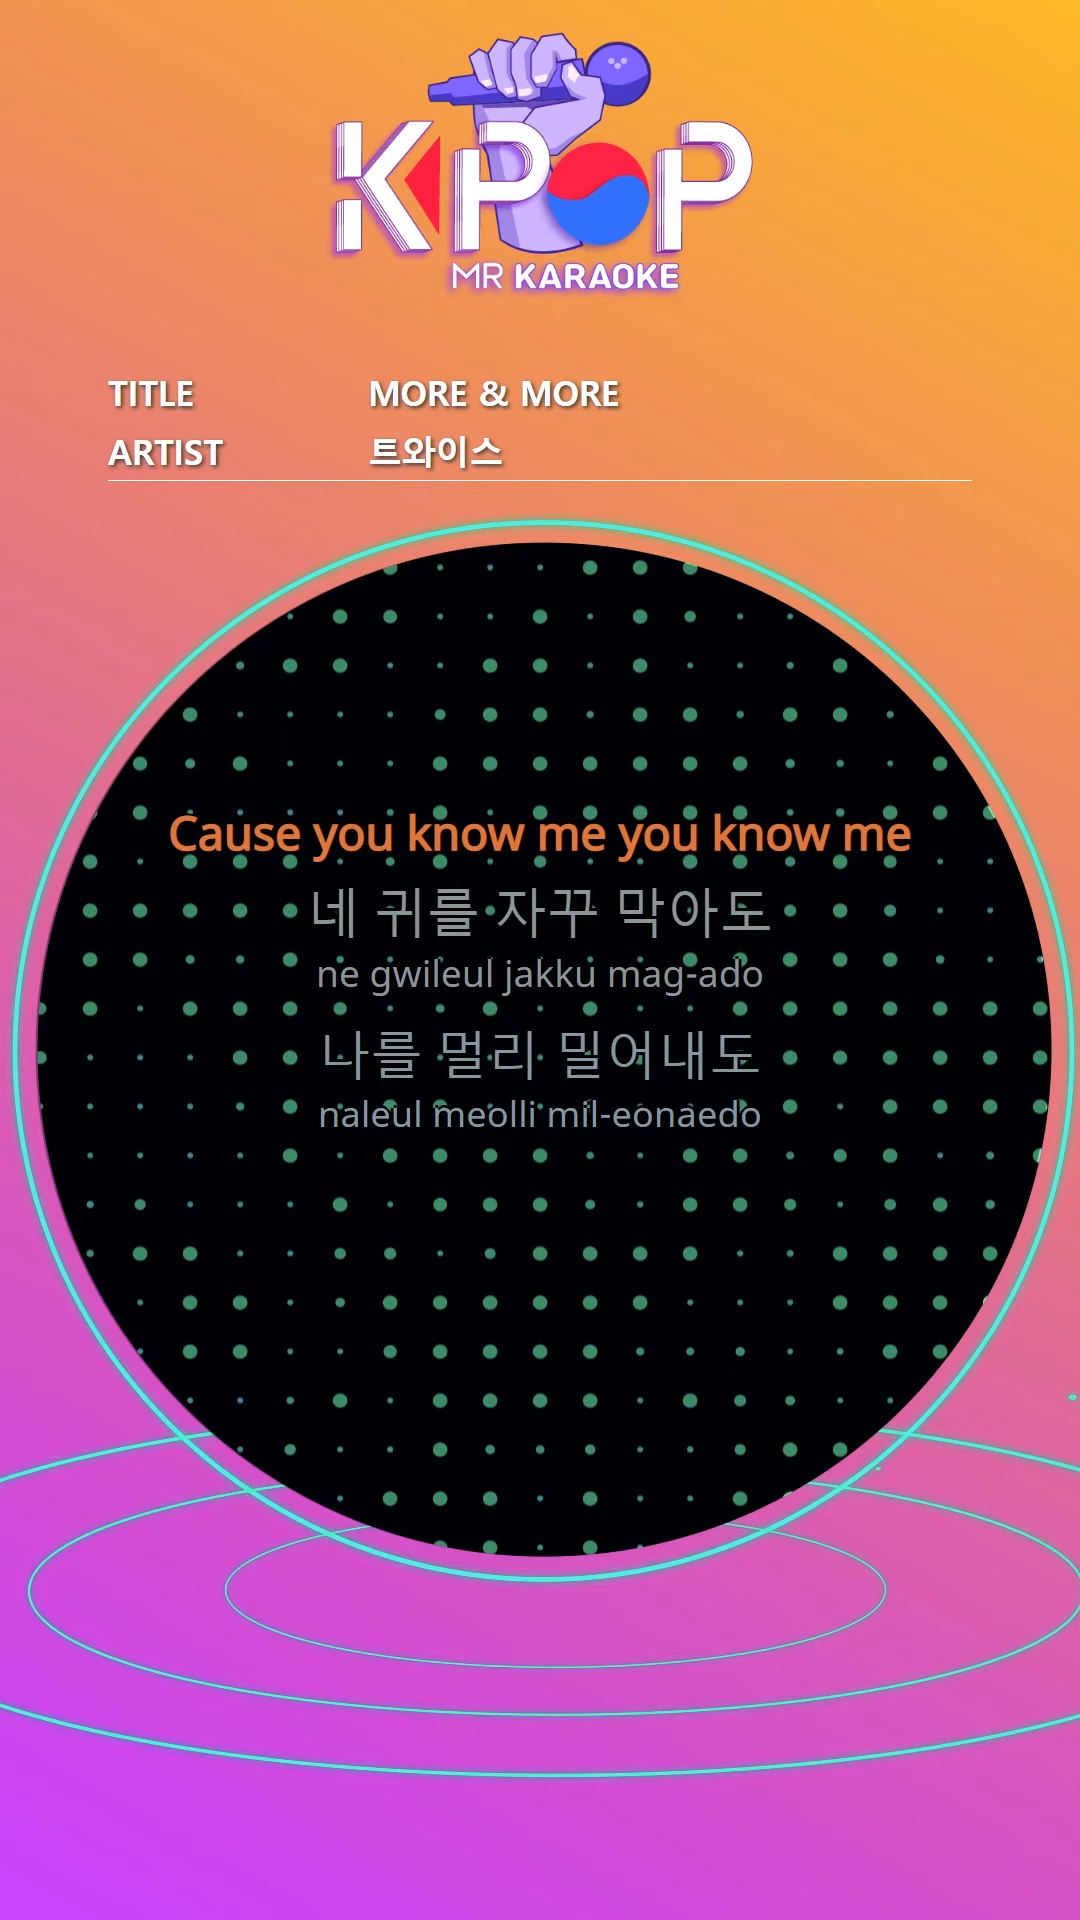 KPOP
MR KARAOKE
TITLE MORE & MORE
ARTIST 트와이스
Cause you know me you know me
네 귀를 자꾸 막아도
ne gwileul jakku mag-ado
나를 멀리 밀어내도
naleul meolli mil-eonaedo